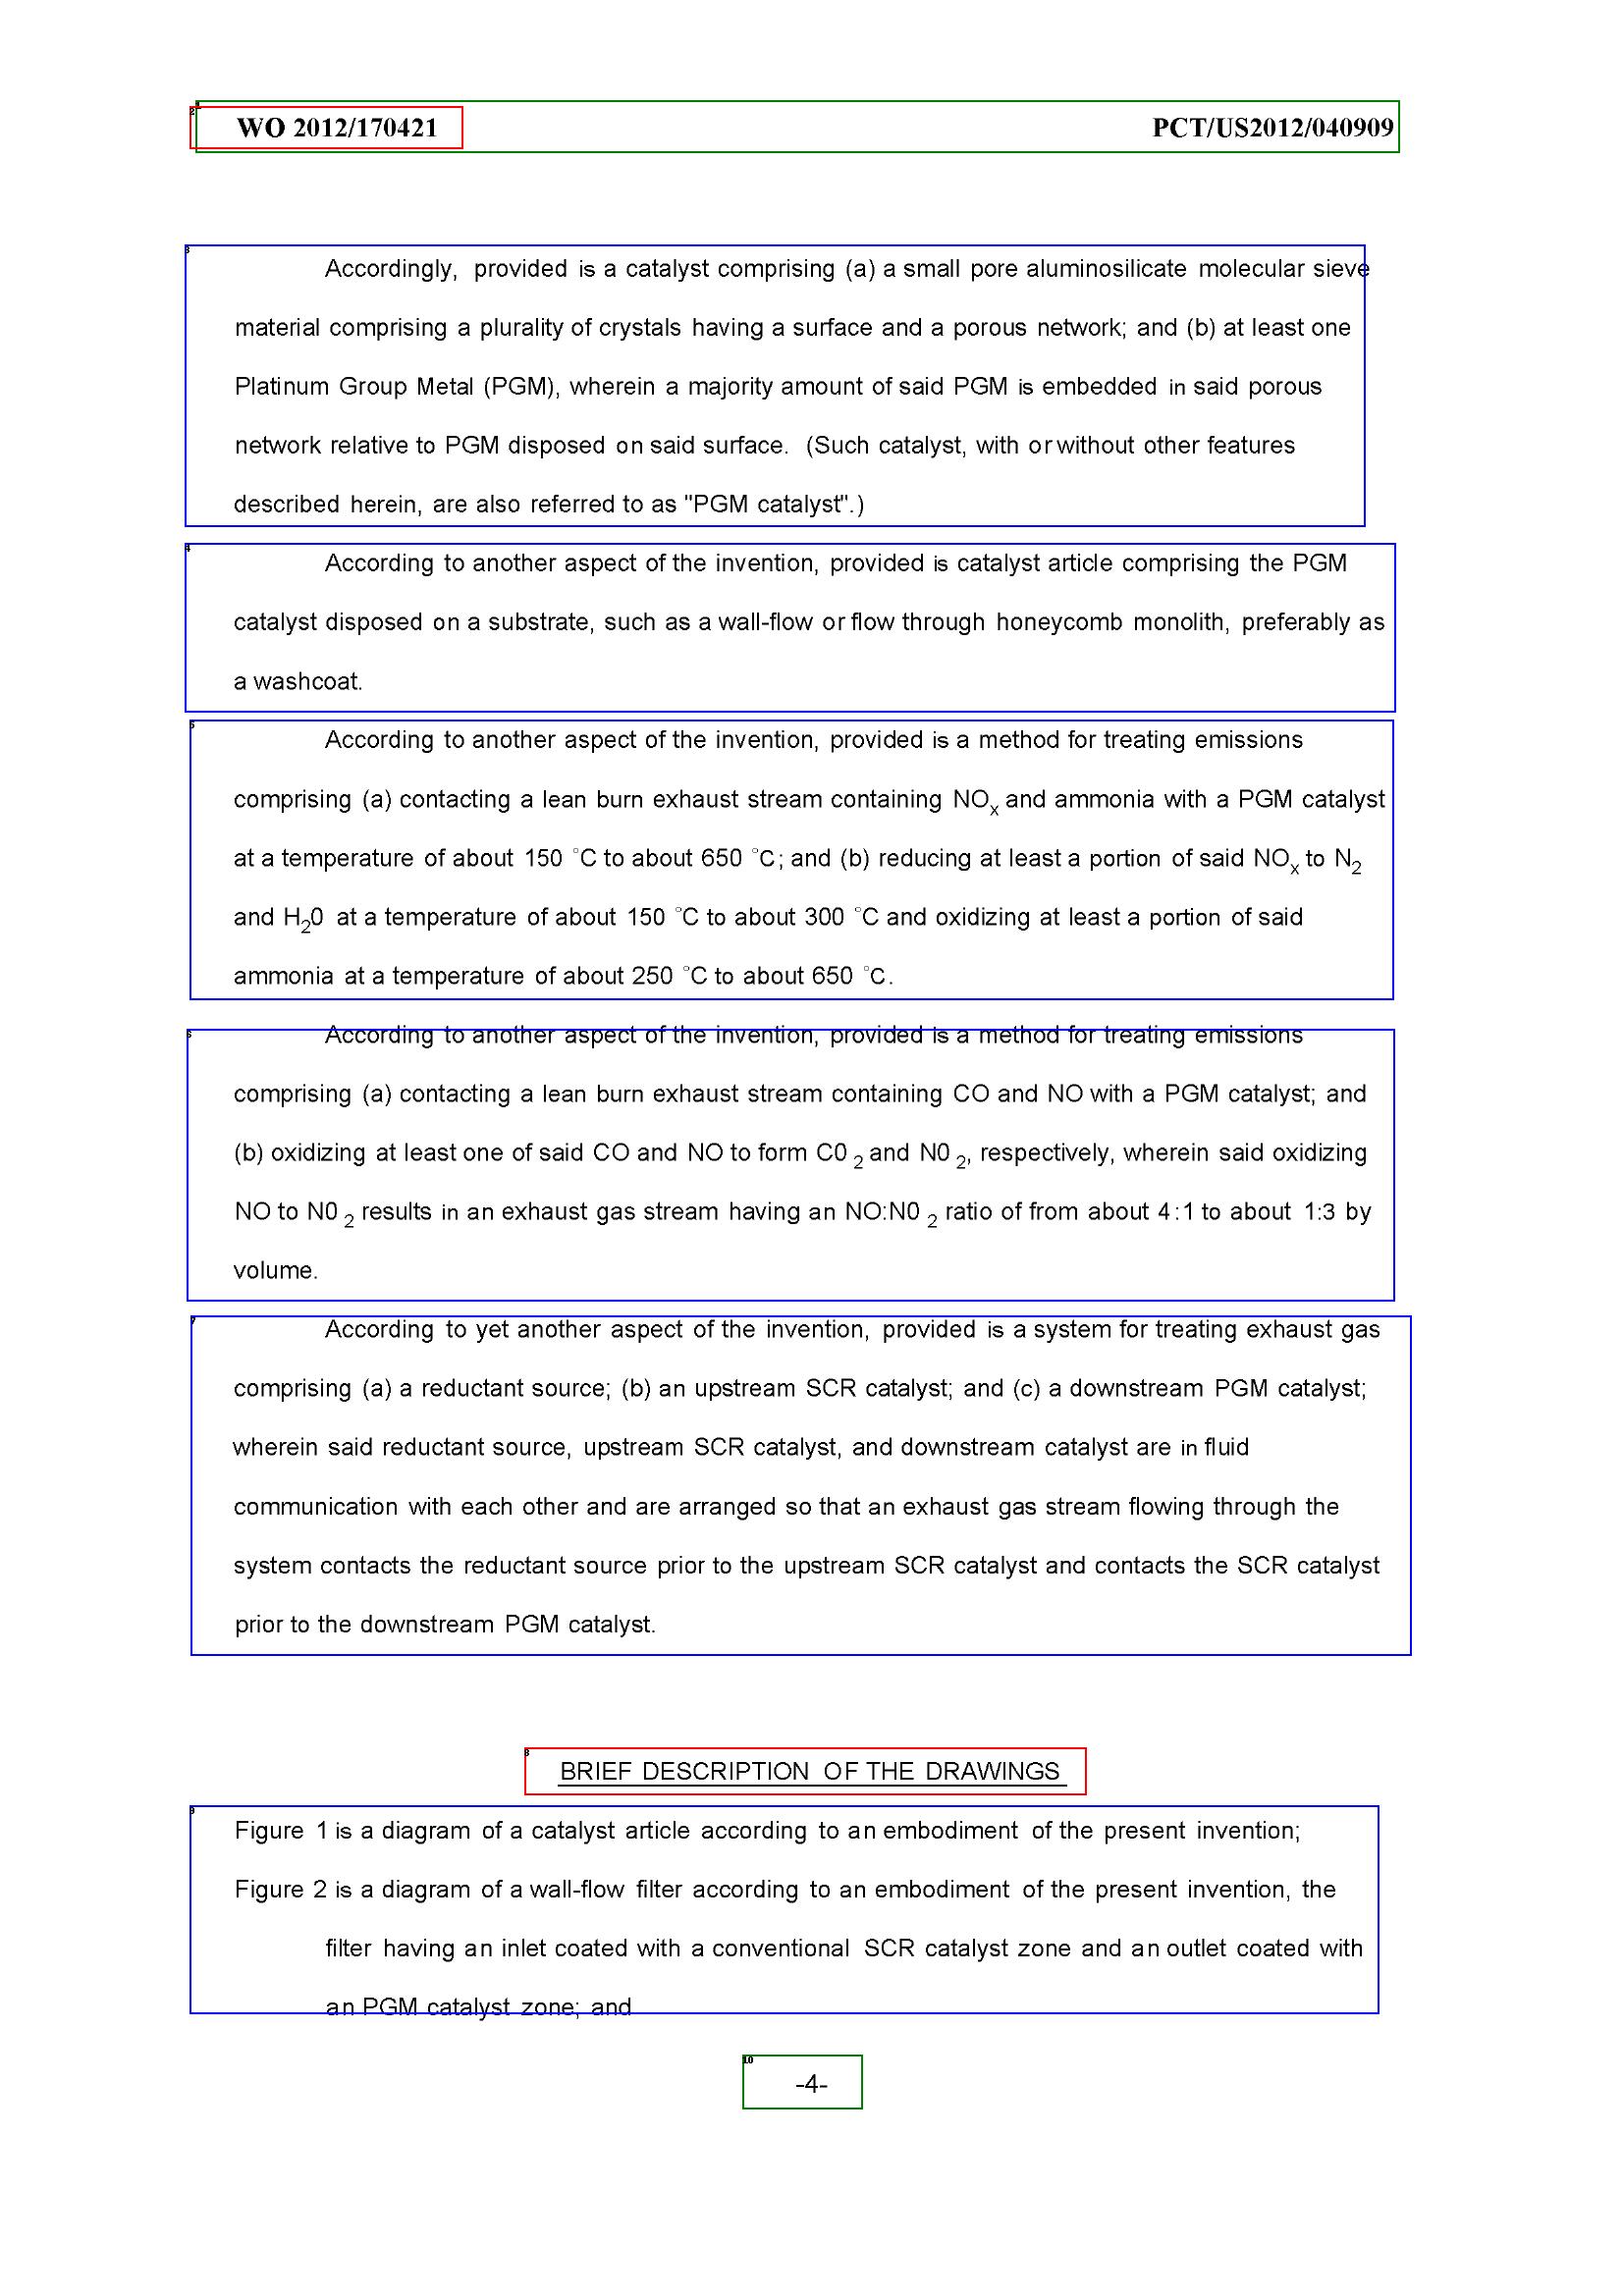 WO 2012/170421 PCT/US2012/040909
Accordingly, provided is a catalyst comprising (a) a small pore aluminosilicate molecular sieve
material comprising a plurality of crystals having a surface and a porous network; and (b) at least one
Platinum Group Metal (PGM), wherein a majority amount of said PGM is embedded in said porous
network relative to PGM disposed on said surface. (Such catalyst, with or without other features
described herein, are also referred to as "PGM catalyst".)
According to another aspect of the invention, provided is catalyst article comprising the PGM
catalyst disposed on a substrate, such as a wall-flow or flow through honeycomb monolith, preferably as
a washcoat.
According to another aspect of the invention, provided is a method for treating emissions
comprising (a) contacting a lean burn exhaust stream containing NOx and ammonia with a PGM catalyst
at a temperature of about 150 °C to about 650 °C; and (b) reducing at least a portion of said NOx to N2
and H20 at a temperature of about 150 °C to about 300 °C and oxidizing at least a portion of said
ammonia at a temperature of about 250 °C to about 650 °C.
According to another aspect of the invention, provided is a method for treating emissions
comprising (a) contacting a lean burn exhaust stream containing CO and NO with a PGM catalyst; and
(b) oxidizing at least one of said CO and NO to form C0 2 and N0 2, respectively, wherein said oxidizing
NO to N0 2 results in an exhaust gas stream having an NO:N0 2 ratio of from about 4:1 to about 1:3 by
volume.
According to yet another aspect of the invention, provided is a system for treating exhaust gas
comprising (a) a reductant source; (b) an upstream SCR catalyst; and (c) a downstream PGM catalyst;
wherein said reductant source, upstream SCR catalyst, and downstream catalyst are in fluid
communication with each other and are arranged so that an exhaust gas stream flowing through the
system contacts the reductant source prior to the upstream SCR catalyst and contacts the SCR catalyst
prior to the downstream PGM catalyst.
BRIEF DESCRIPTION OF THE DRAWINGS
Figure 1 is a diagram of a catalyst article according to an embodiment of the present invention;
Figure 2 is a diagram of a wall-flow filter according to an embodiment of the present invention, the
filter having an inlet coated with a conventional SCR catalyst zone and an outlet coated with
an PGM catalyst zone; and
-4-